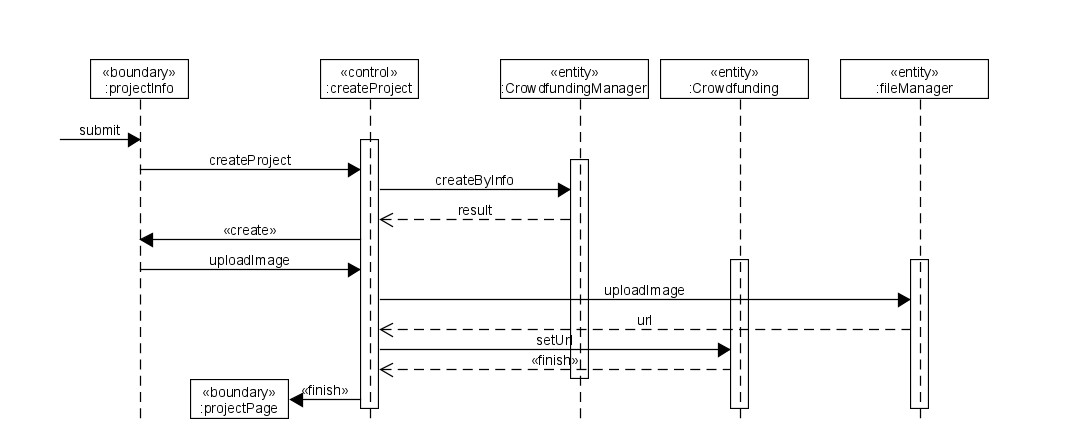 «boundary»
:projectInfo
«control»
:createProject
«entity»
:CrowdfundingManager
«entity»
:Crowdfunding
«entity»
:fileManager
submit
createProject
createByInfo
result
«create»
uploadImage
uploadImage
url
setUrl
«finish»
«boundary»
:projectPage
«finish»